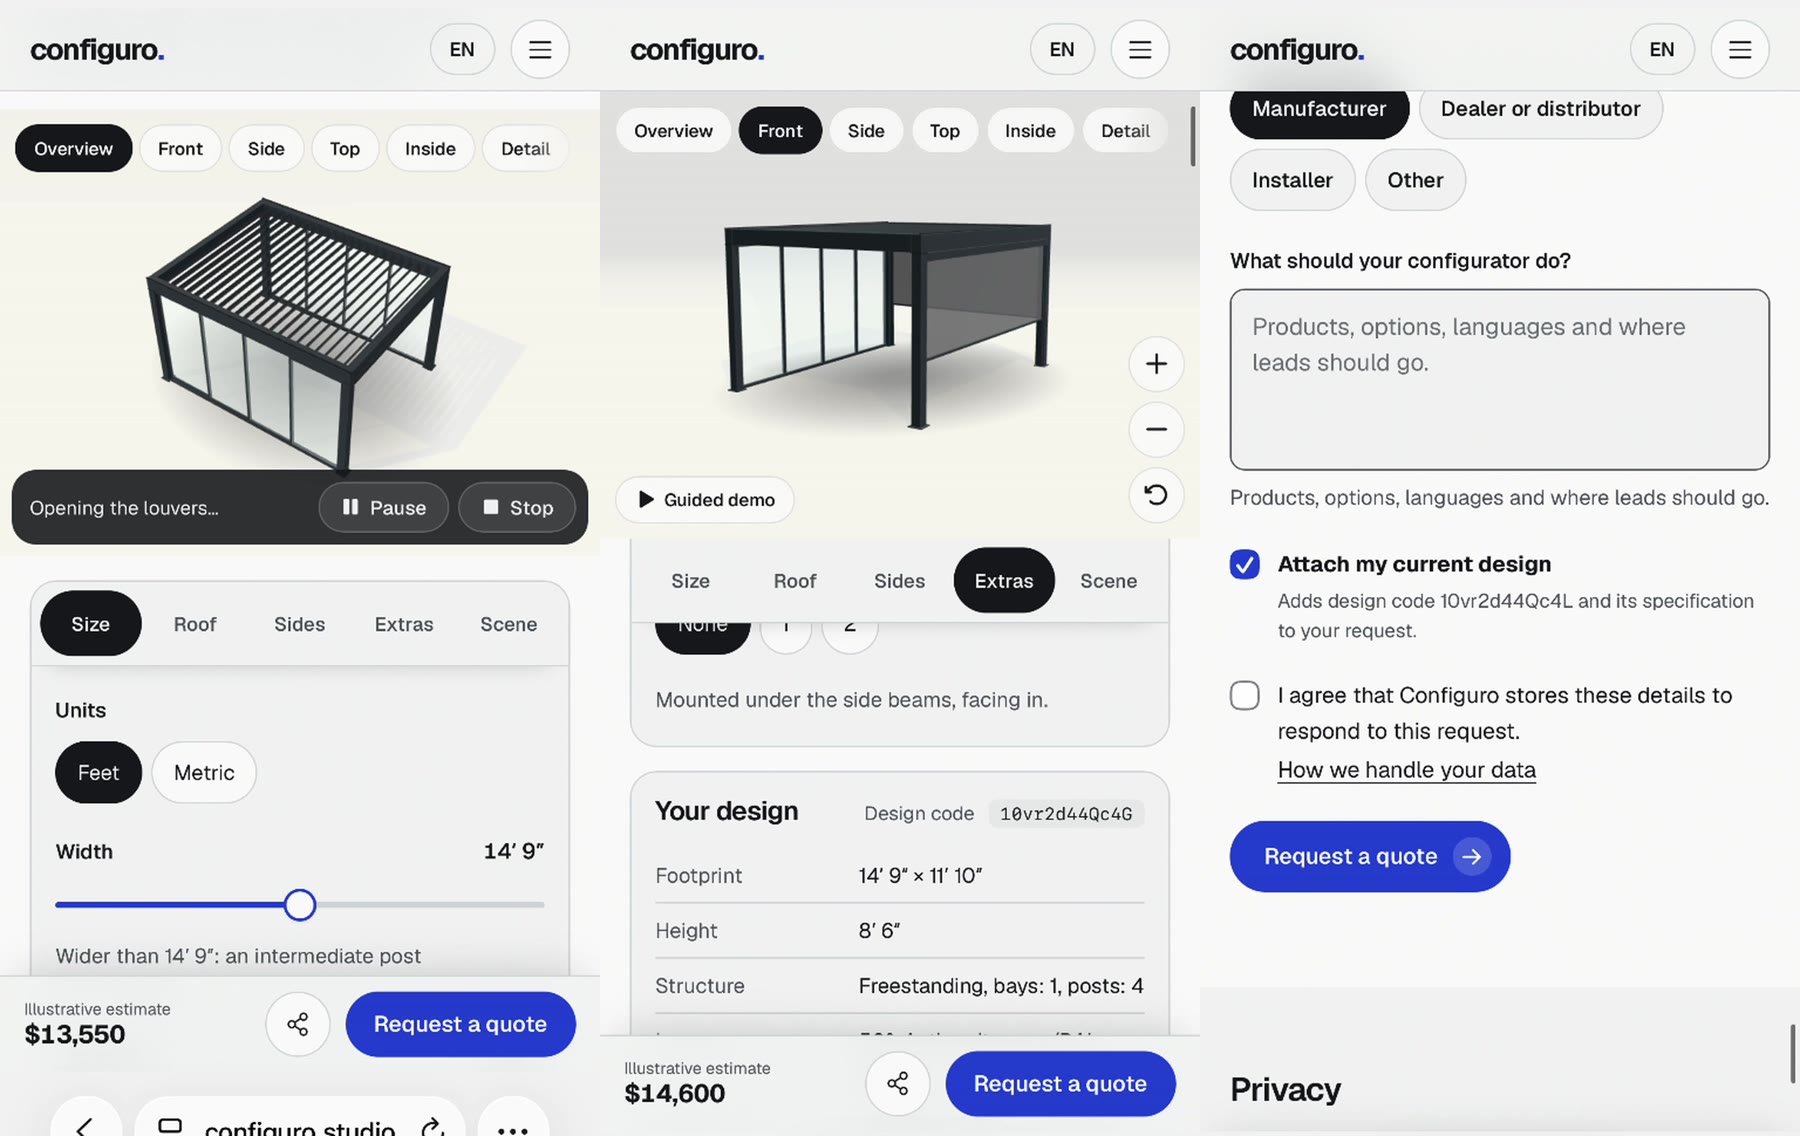 configuro.
EN
Overview
Front
Side
Top
Inside
Detail
Opening the louvers...
Pause
Stop
Size
Roof
Sides
Extras
Scene
Units
Feet
Metric
Width
14′ 9″
Wider than 14′ 9″: an intermediate post
Illustrative estimate
$13,550
Request a quote
configuro.studio
configuro.
EN
Overview
Front
Side
Top
Inside
Detail
Guided demo
Size
Roof
Sides
Extras
Scene
None
1
2
Mounted under the side beams, facing in.
Your design
Design code
10vr2d44Qc4G
Footprint
14′ 9″ × 11′ 10″
Height
8′ 6″
Structure
Freestanding, bays: 1, posts: 4
Illustrative estimate
$14,600
Request a quote
configuro.
EN
Manufacturer
Dealer or distributor
Installer
Other
What should your configurator do?
Products, options, languages and where
leads should go.
Products, options, languages and where leads should go.
Attach my current design
Adds design code 10vr2d44Qc4L and its specification
to your request.
I agree that Configuro stores these details to
respond to this request.
How we handle your data
Request a quote
Privacy